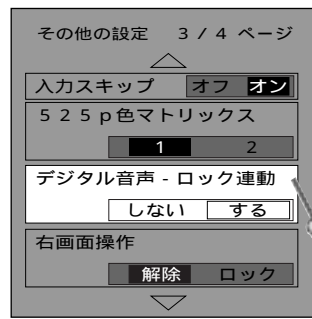 その他の設定 3/4 ページ
入力スキップ オフ オン
525p色マトリックス
1 2
デジタル音声-ロック連動
しない する
右画面操作
解除 ロック